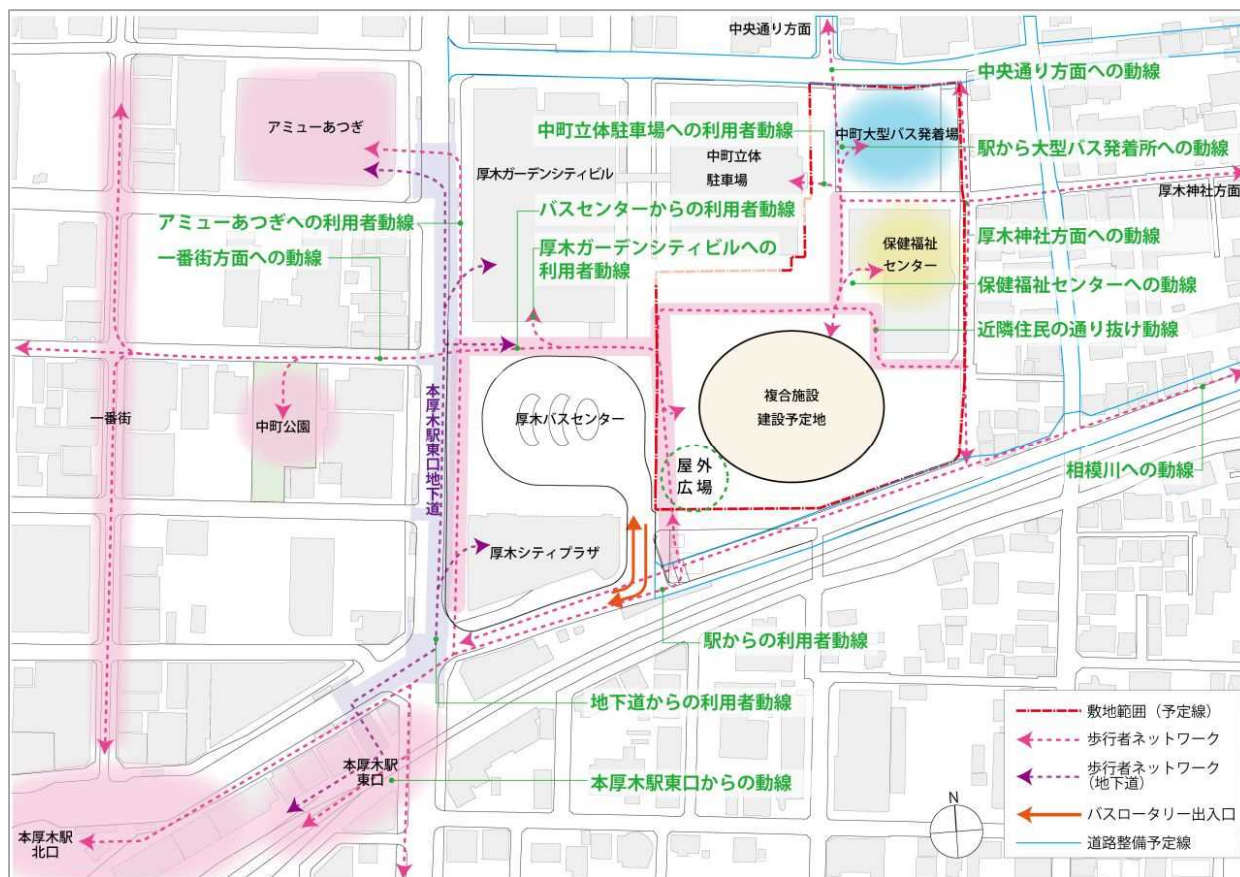 中央通り方面
中央通り方面への動線
アミューあつぎ
中町立体駐車場への利用者動線
中町大型バス発着場
駅から大型バス発着所への動線
厚木ガーデンシティビル
中町立体
駐車場
厚木神社方面
アミューあつぎへの利用者動線
バスセンターからの利用者動線
厚木神社方面への動線
一番街方面への動線
厚木ガーデンシティビルへの
利用者動線
保健福祉
センター
保健福祉センターへの動線
近隣住民の通り抜け動線
一番街
中町公園
本厚木駅東口地下道
厚木バスセンター
複合施設
建設予定地
屋外
広場
相模川への動線
厚木シティプラザ
駅からの利用者動線
地下道からの利用者動線
本厚木駅
東口
本厚木駅東口からの動線
本厚木駅
北口
N
敷地範囲（予定線）
歩行者ネットワーク
歩行者ネットワーク
（地下道）
バスロータリー出入口
道路整備予定線